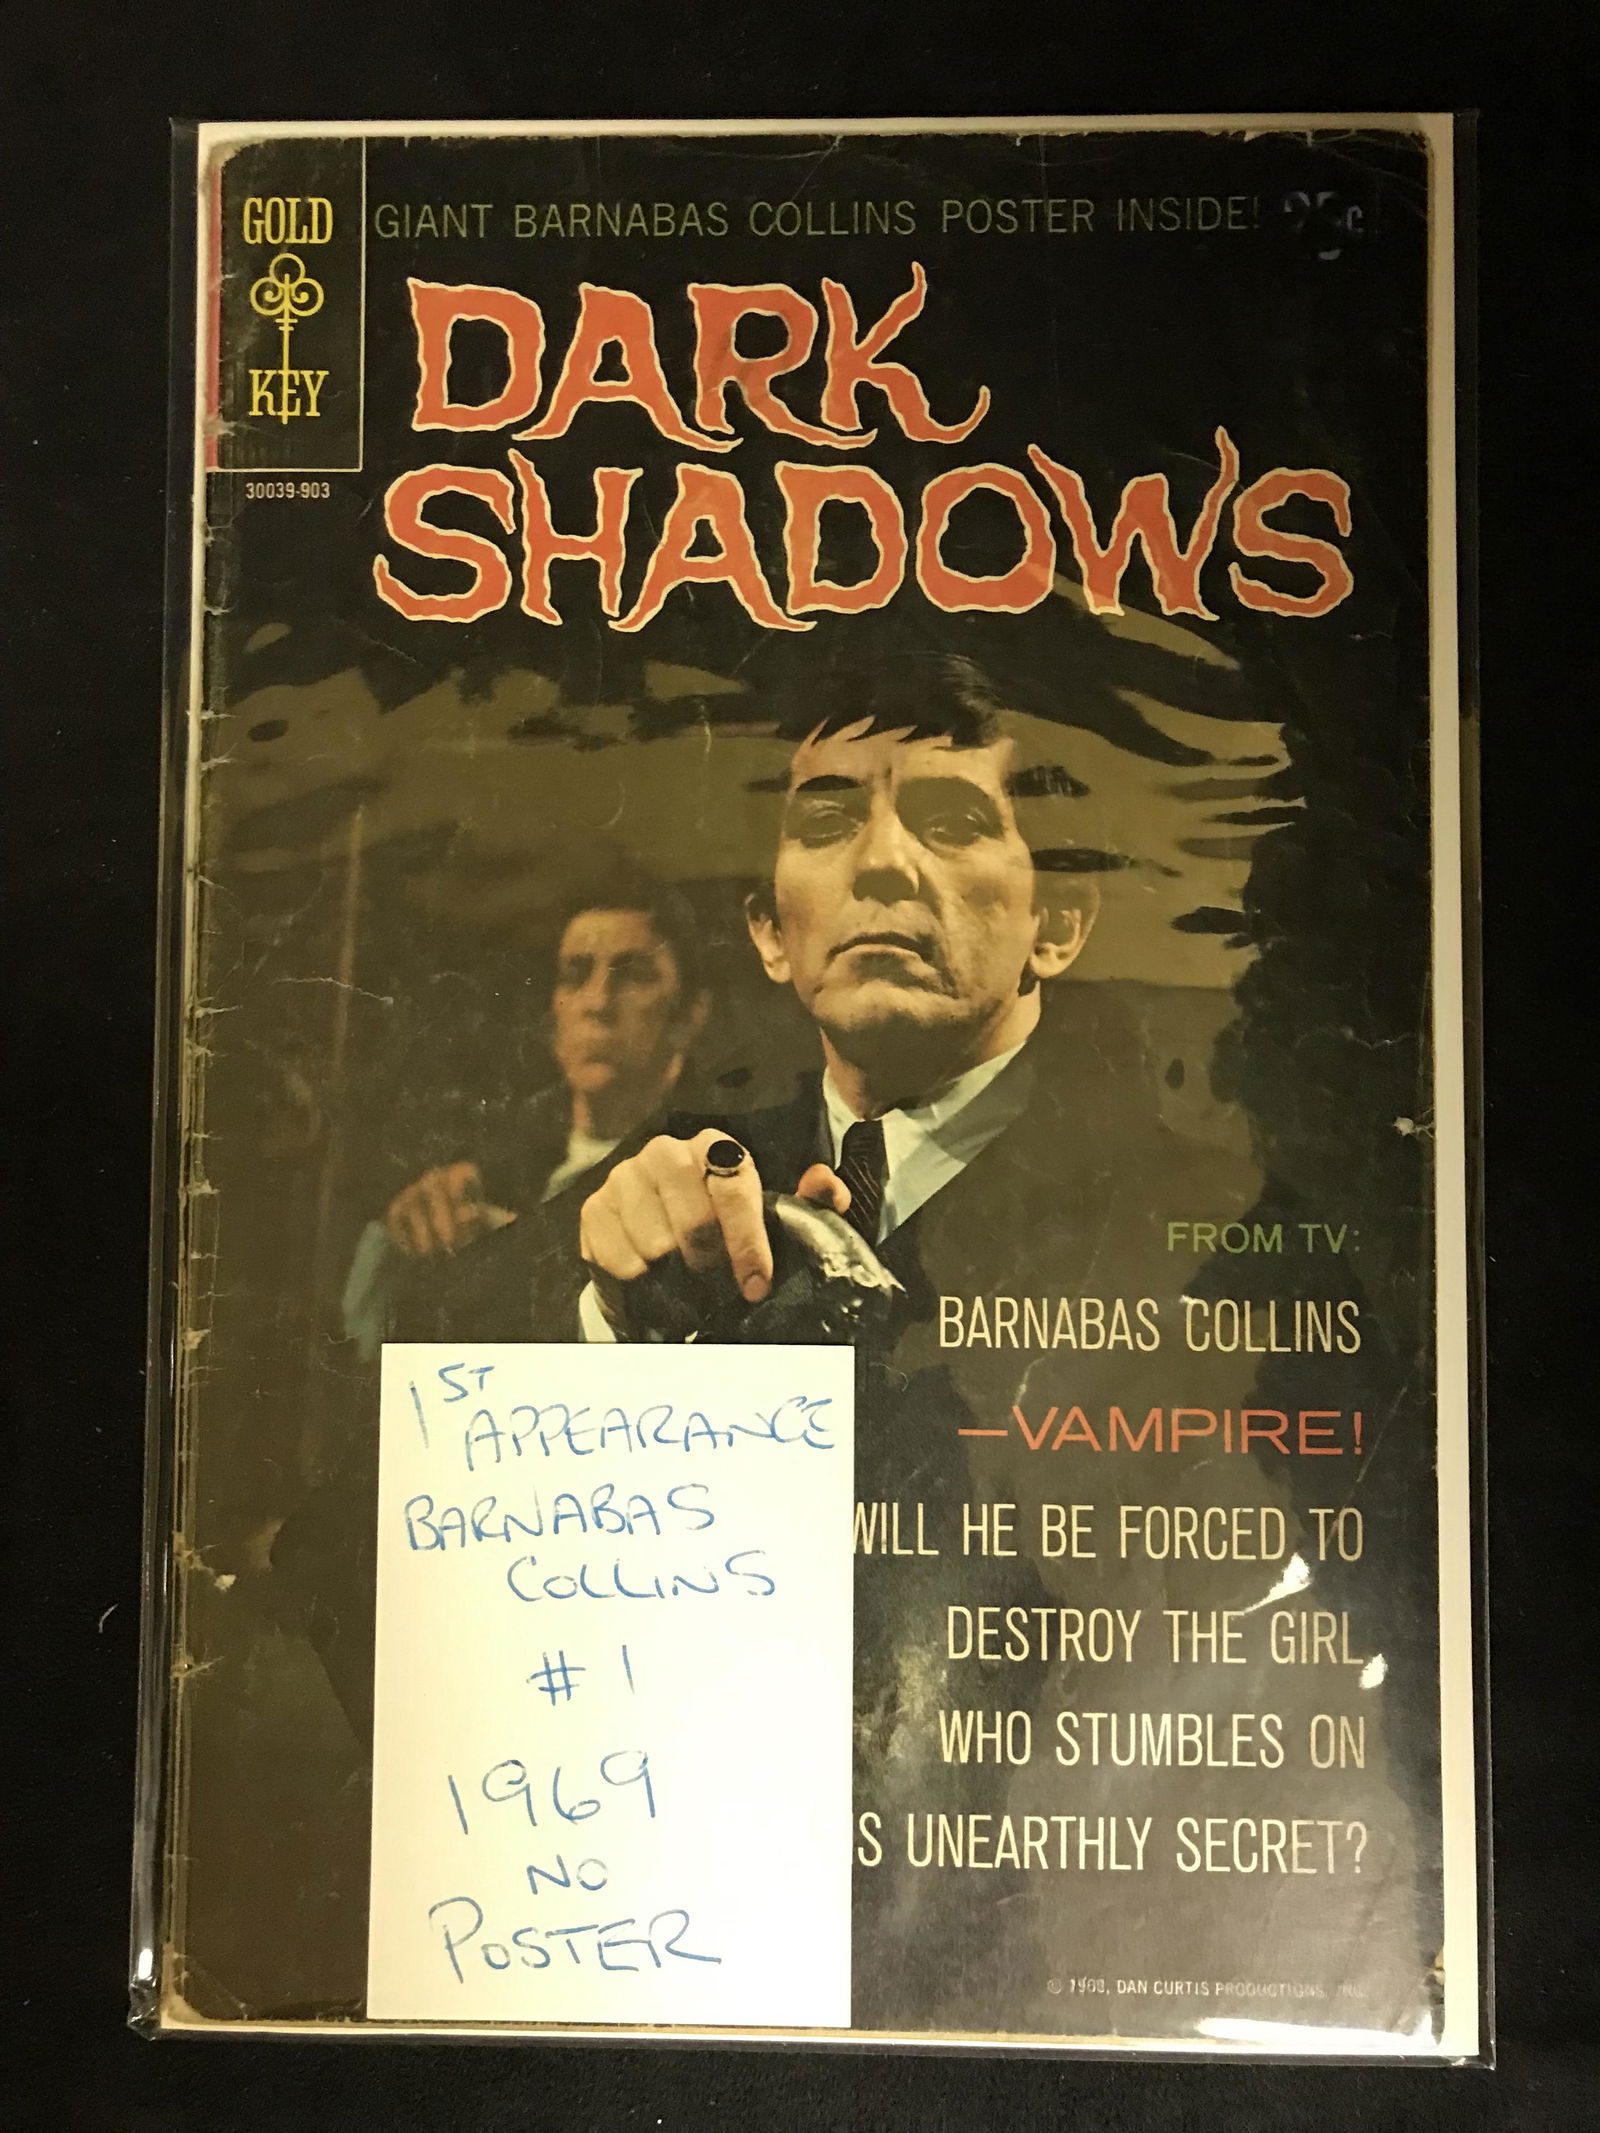 GOLD
KEY
30039-903
GIANT BARNABAS COLLINS POSTER INSIDE!
DARK
SHADOWS
FROM TV:
BARNABAS COLLINS
—VAMPIRE!
WILL HE BE FORCED TO
DESTROY THE GIRL
WHO STUMBLES ON
UNEARTHLY SECRET?
© DAN CURTIS PRODUCTIONS, INC.
1ST
APPEARANCE
BARNABAS
COLLINS
# 1
1969
NO
POSTER